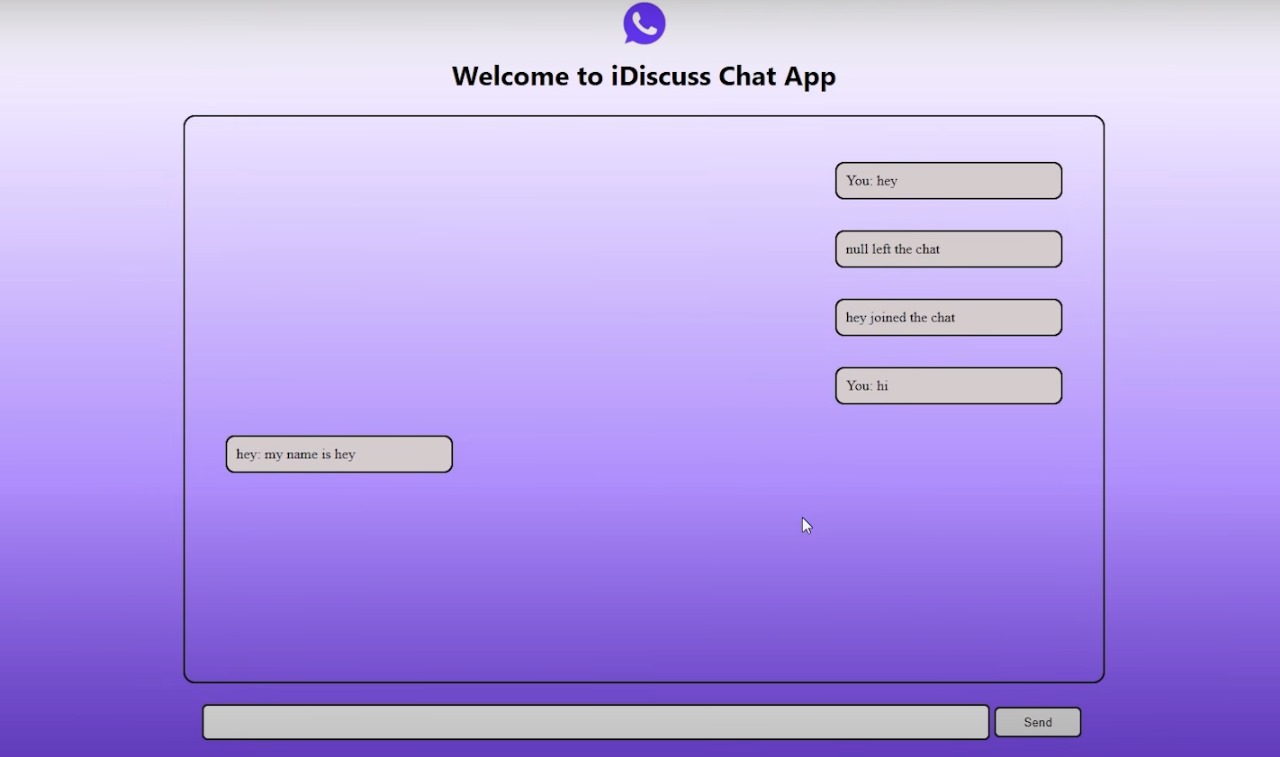 Welcome to iDiscuss Chat App
You: hey
null left the chat
hey joined the chat
You: hi
hey: my name is hey
Send